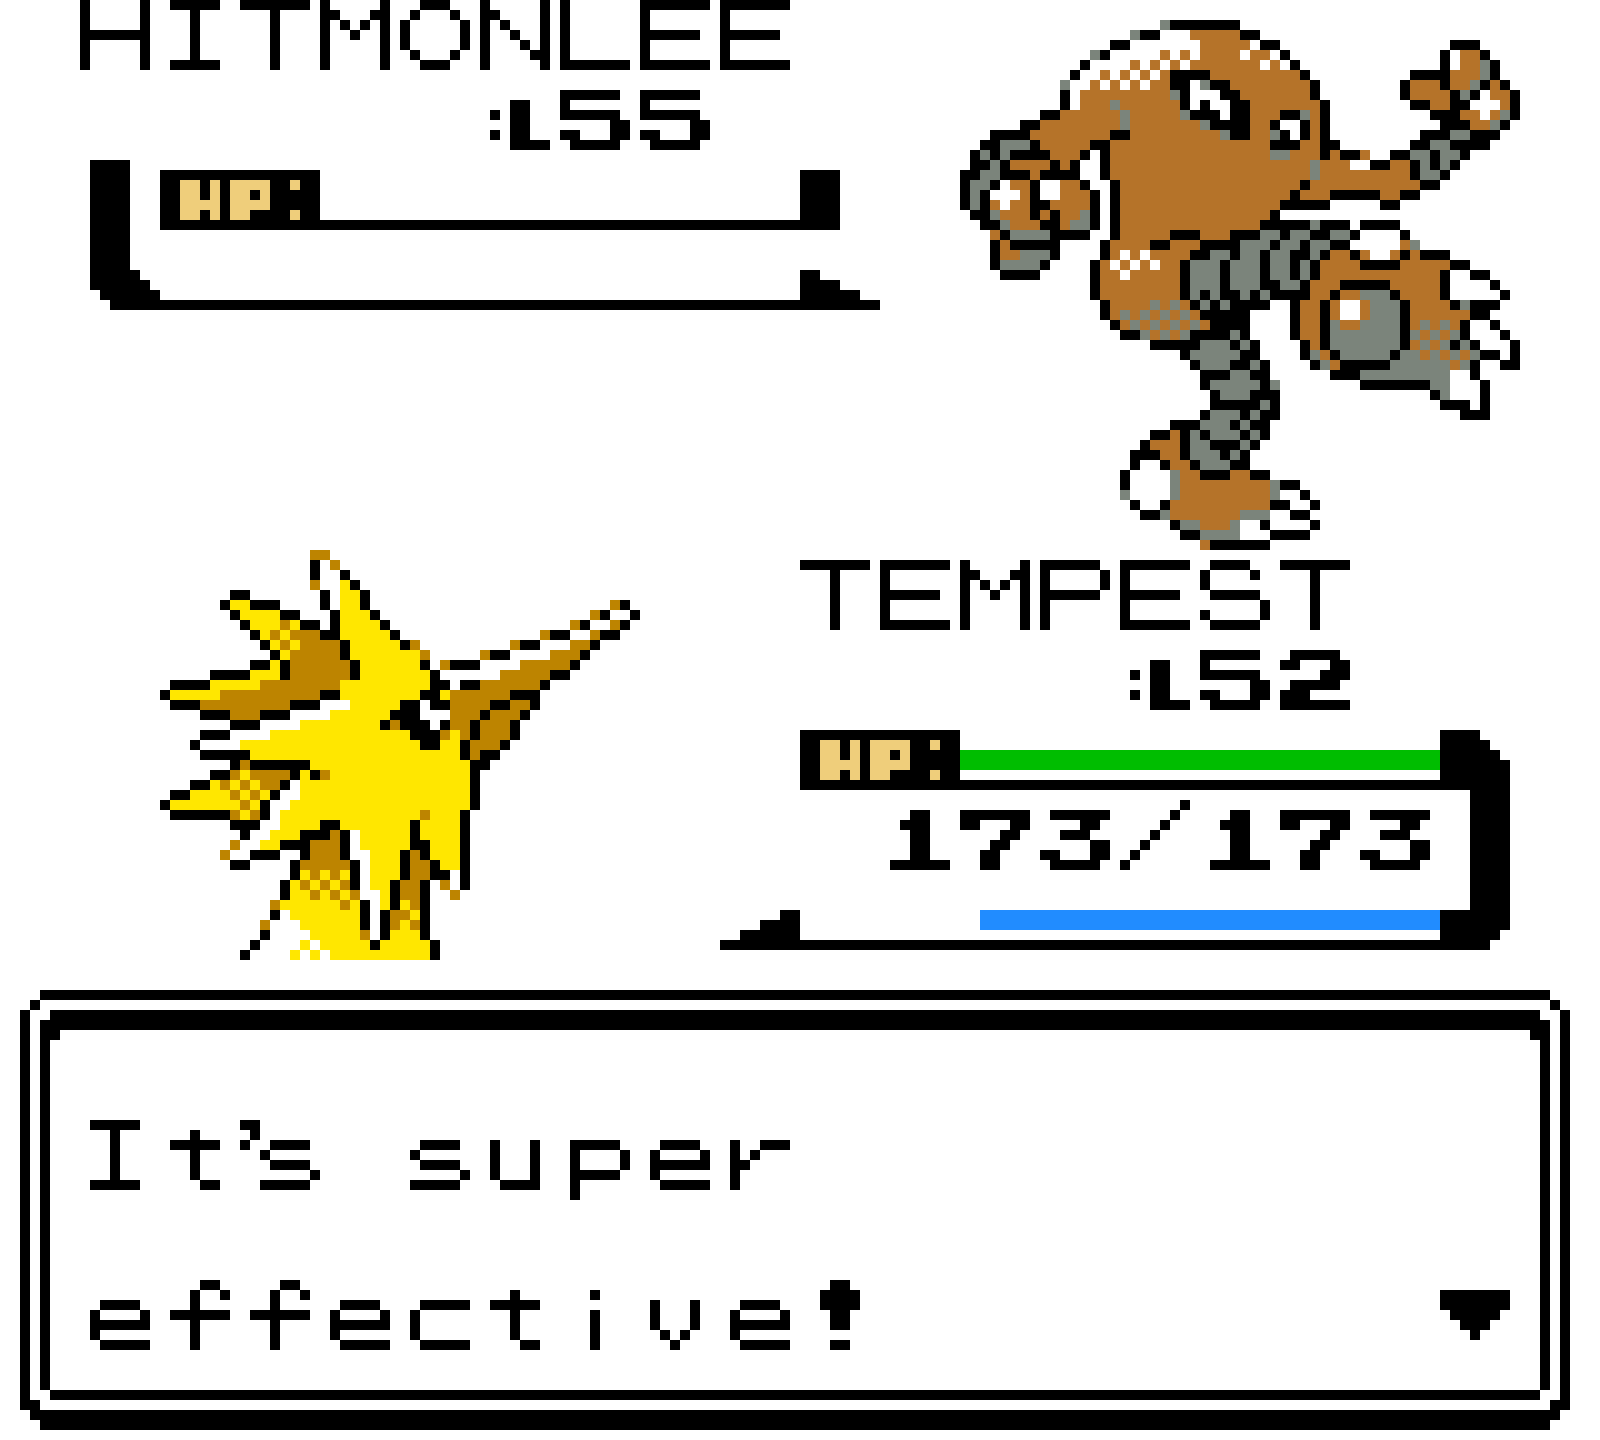 HITMONLEE
:L55
HP:
TEMPEST
:L52
HP:
173/173
It's super
effective!